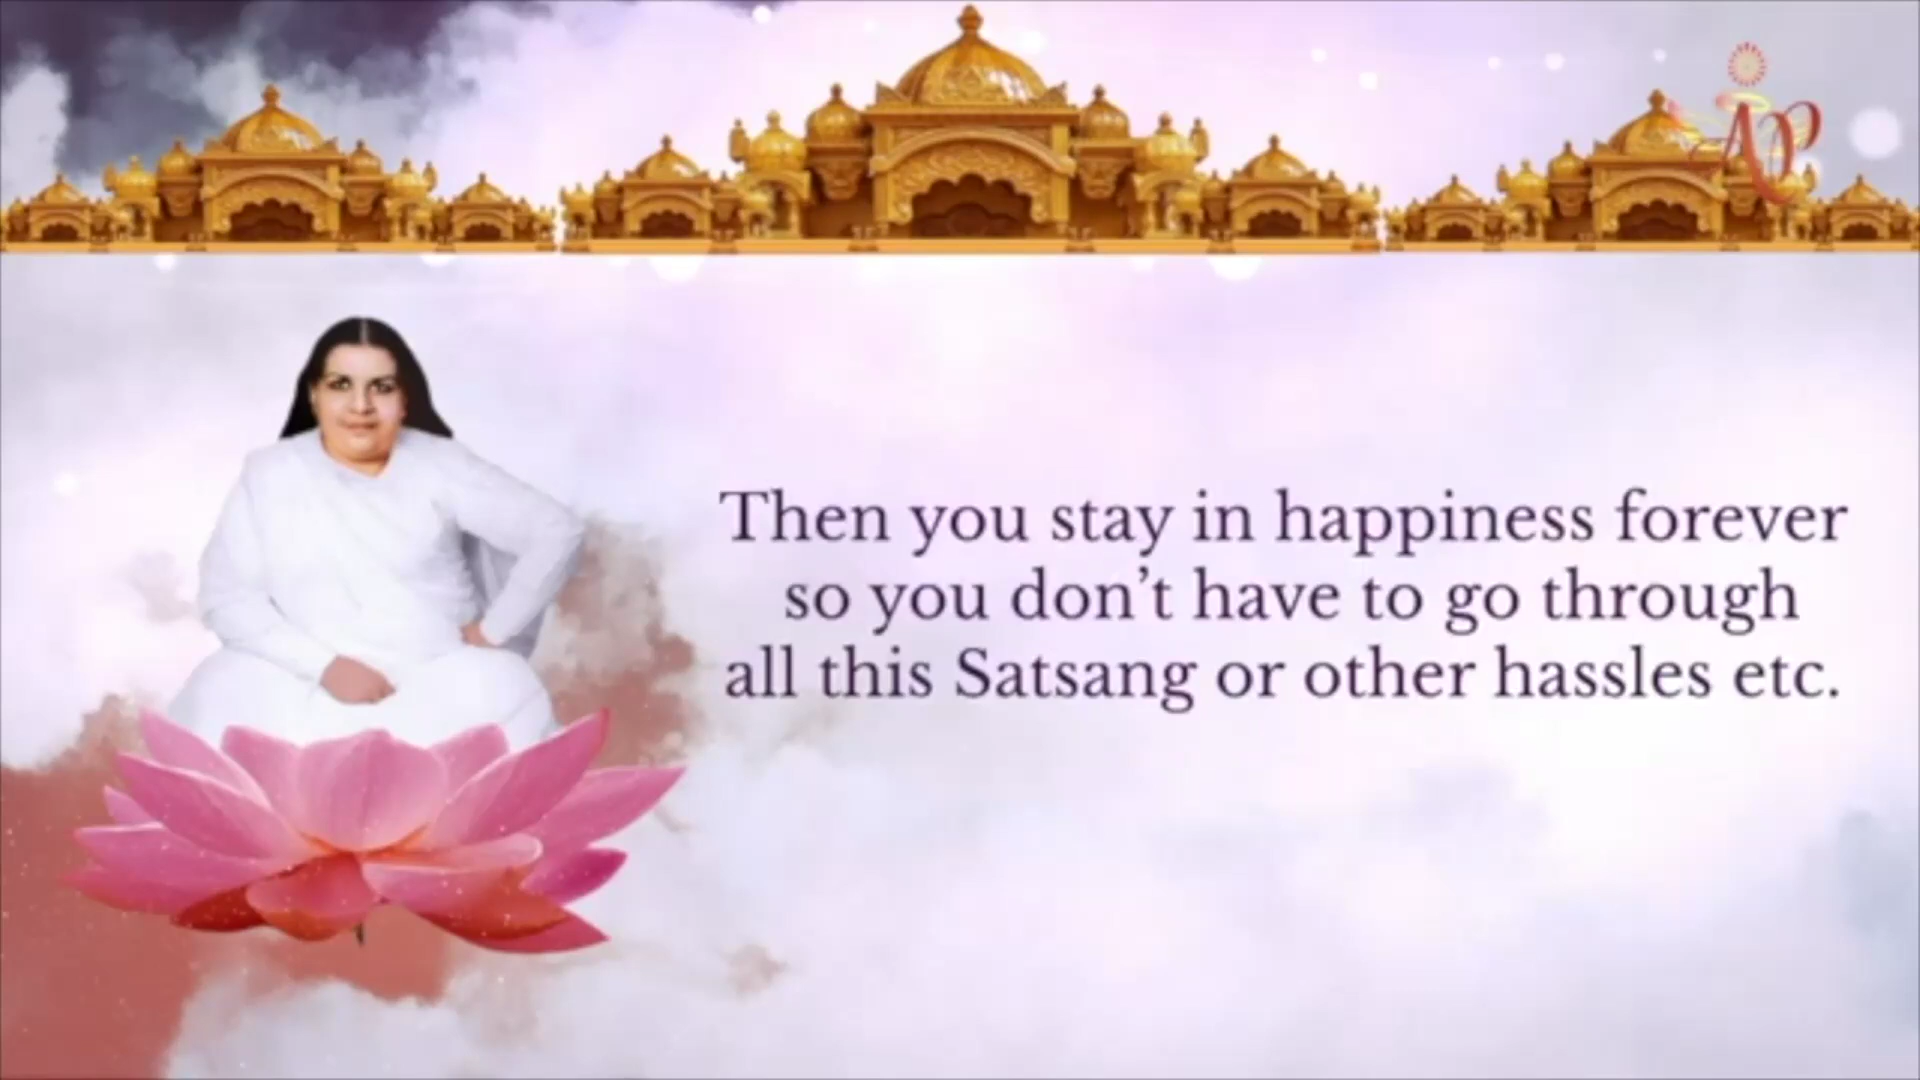 Then you stay in happiness forever
so you don't have to go through
all this Satsang or other hassles etc.